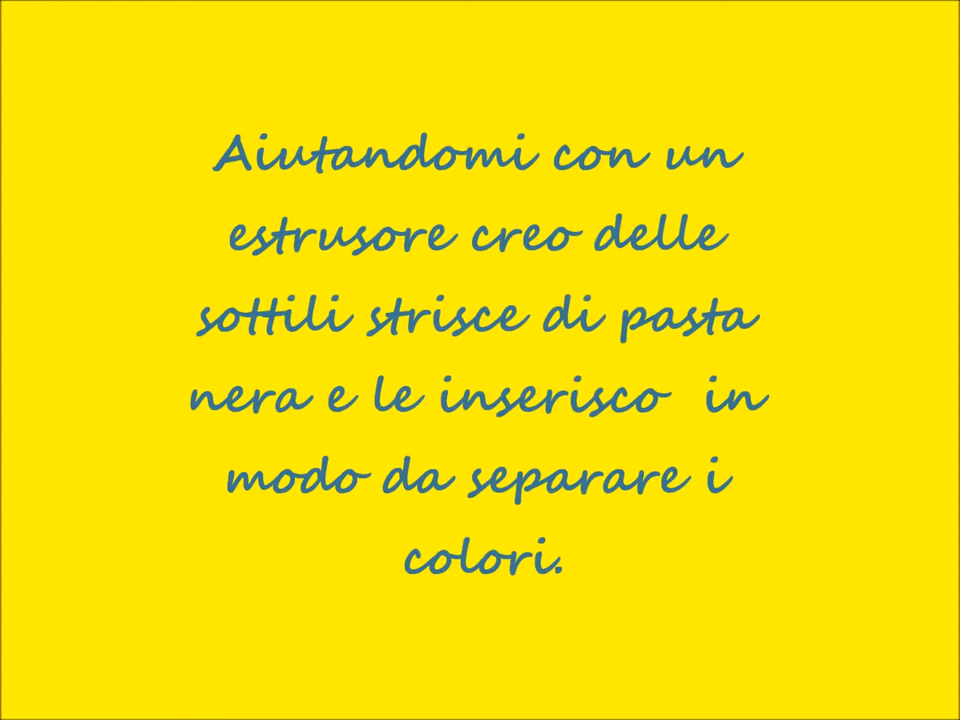 Aiutandomi con un
estrusore creo delle
sottili strisce di pasta
nera e le inserisco  in
modo da separare i
colori.